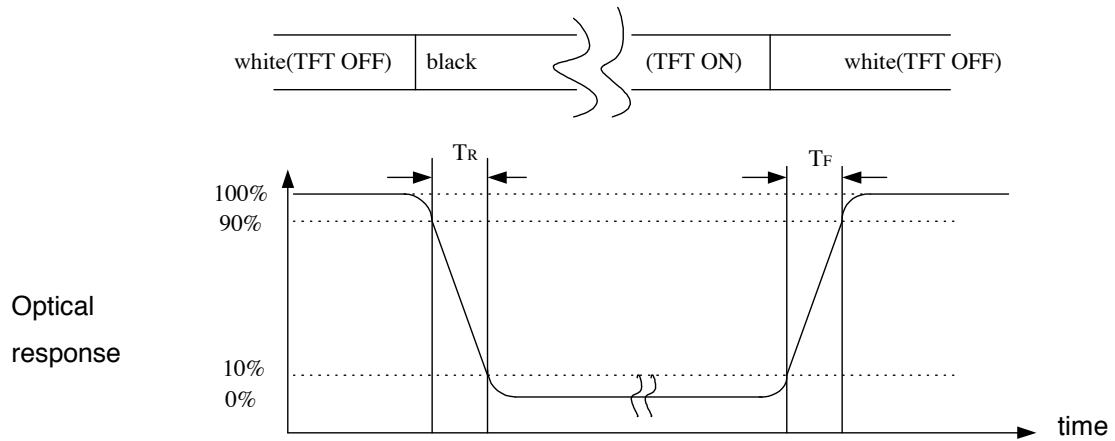 white(TFT OFF) black (TFT ON) white(TFT OFF)
TR TF
100%
90%
Optical
response
10%
0%
time